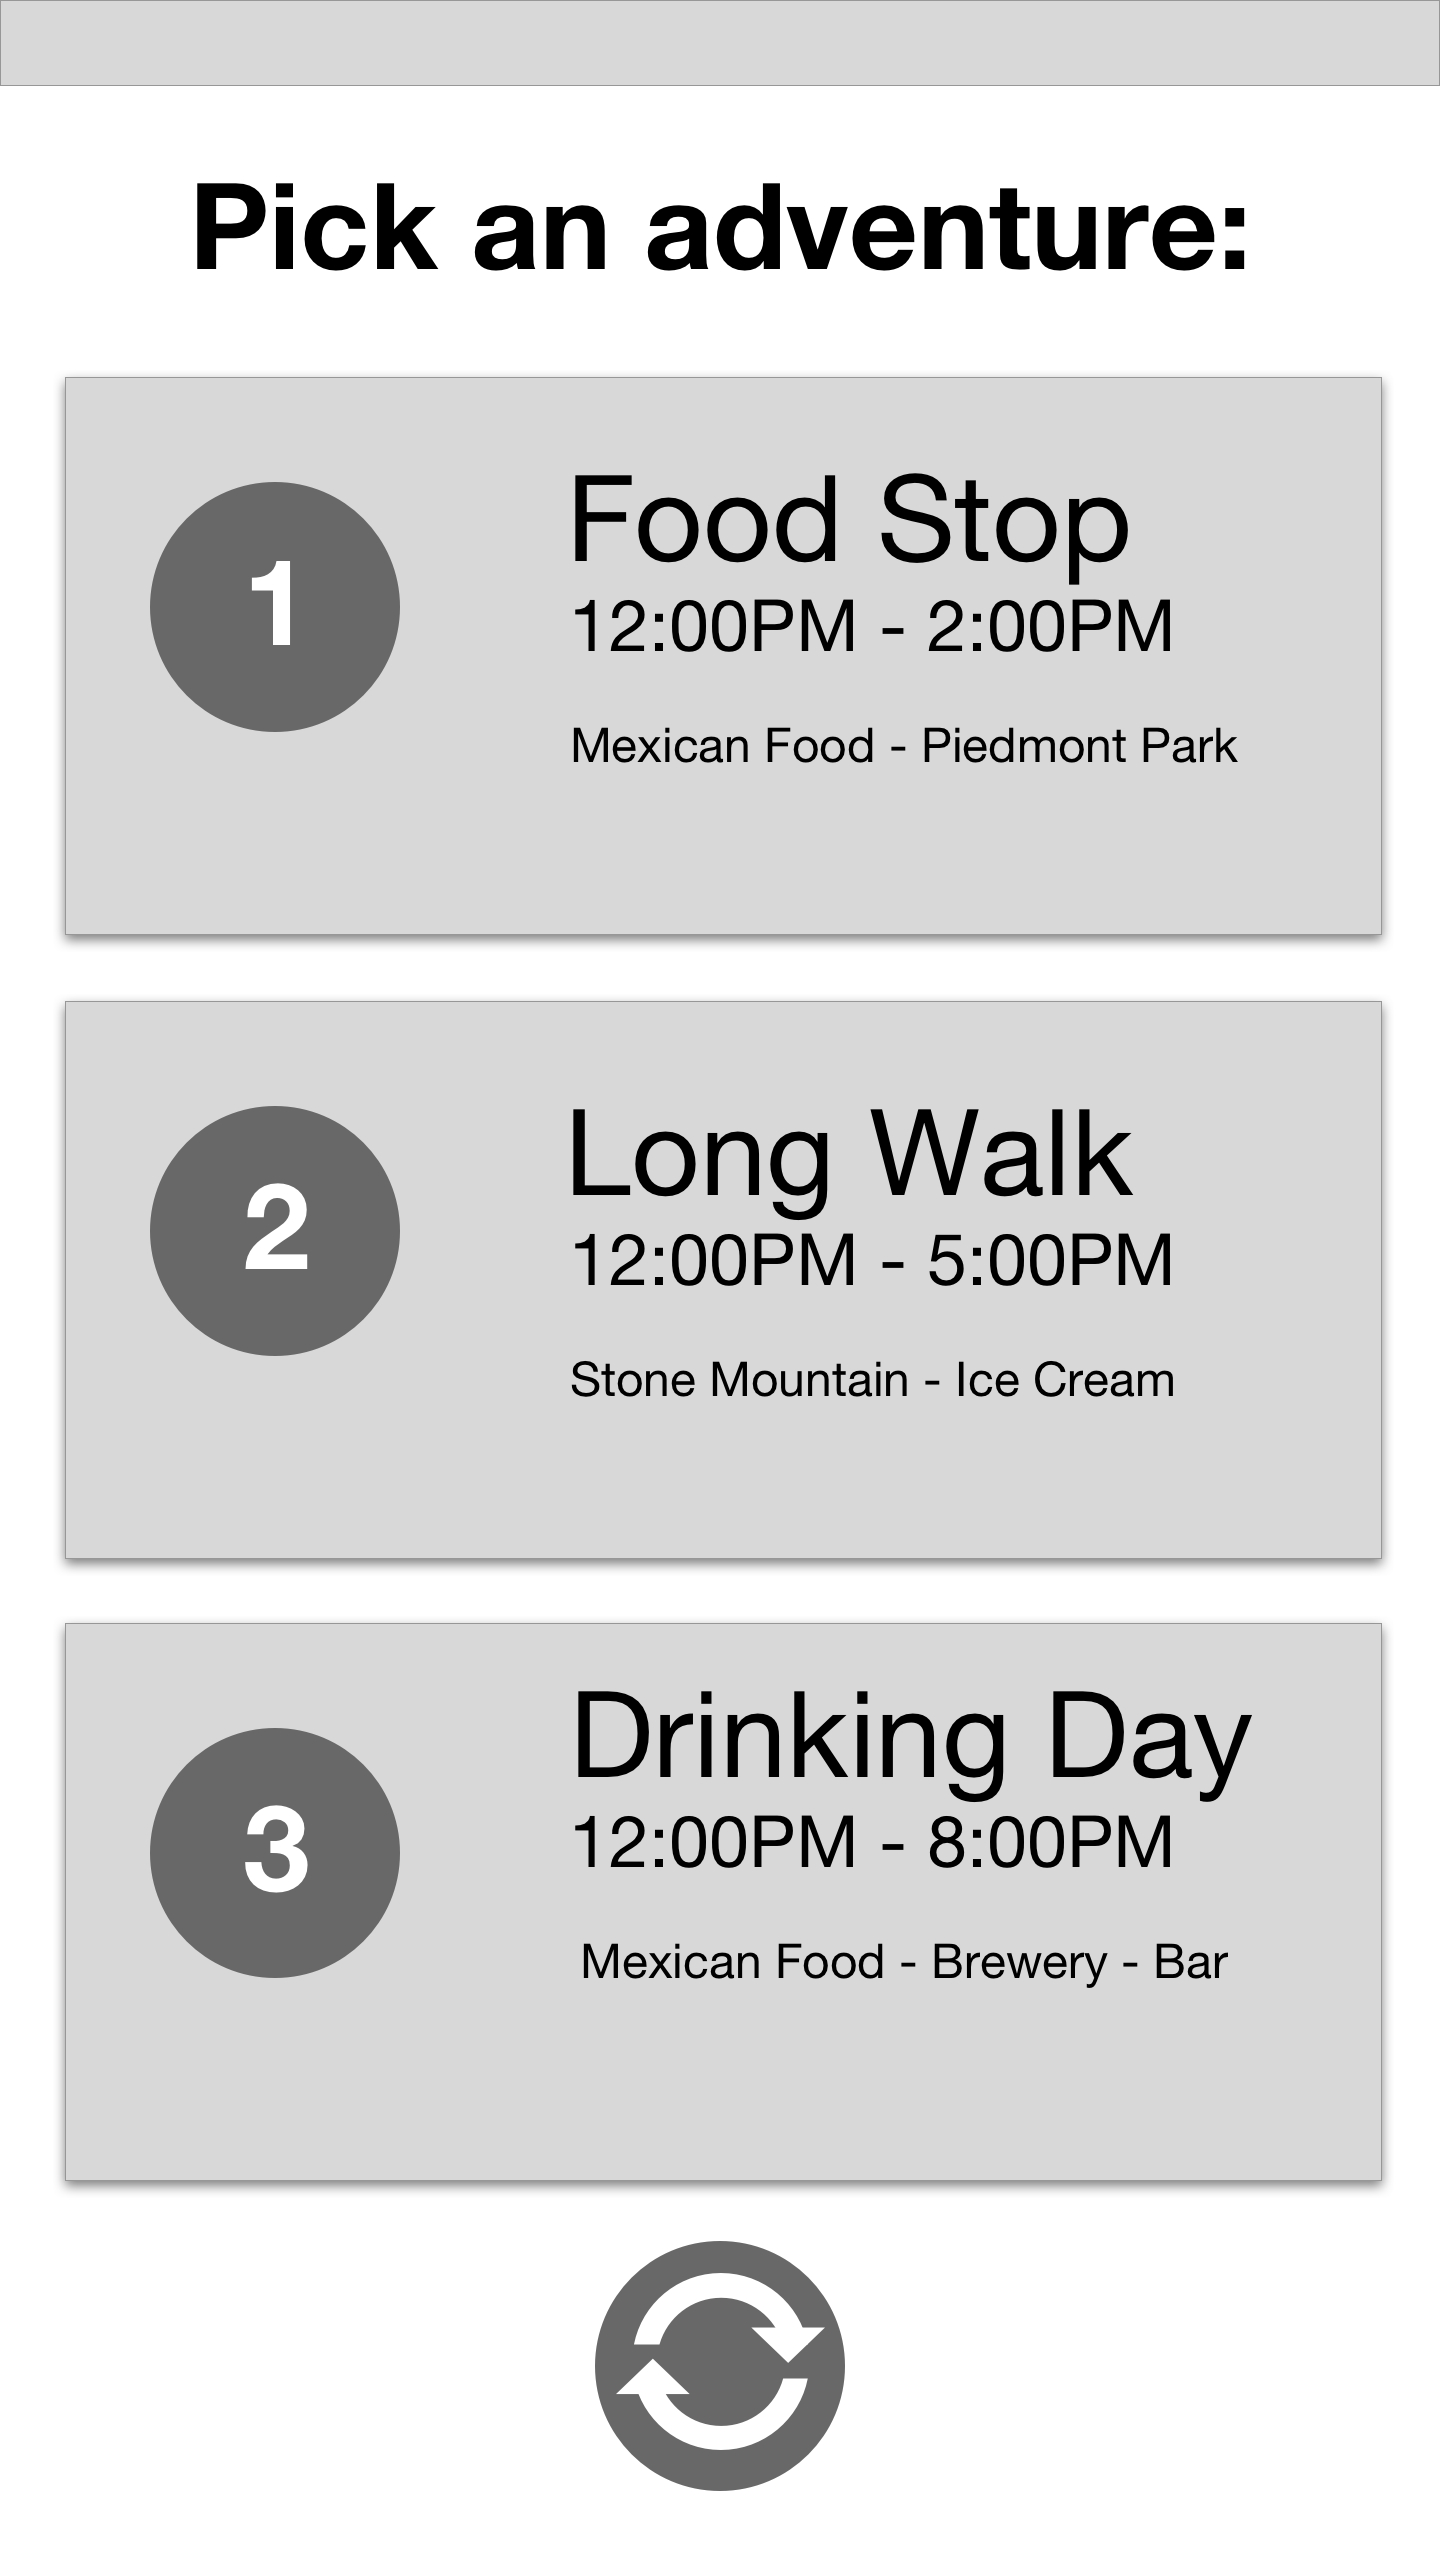 Pick an adventure:
1
Food Stop
12:00PM - 2:00PM
Mexican Food - Piedmont Park
2
Long Walk
12:00PM - 5:00PM
Stone Mountain - Ice Cream
3
Drinking Day
12:00PM - 8:00PM
Mexican Food - Brewery - Bar